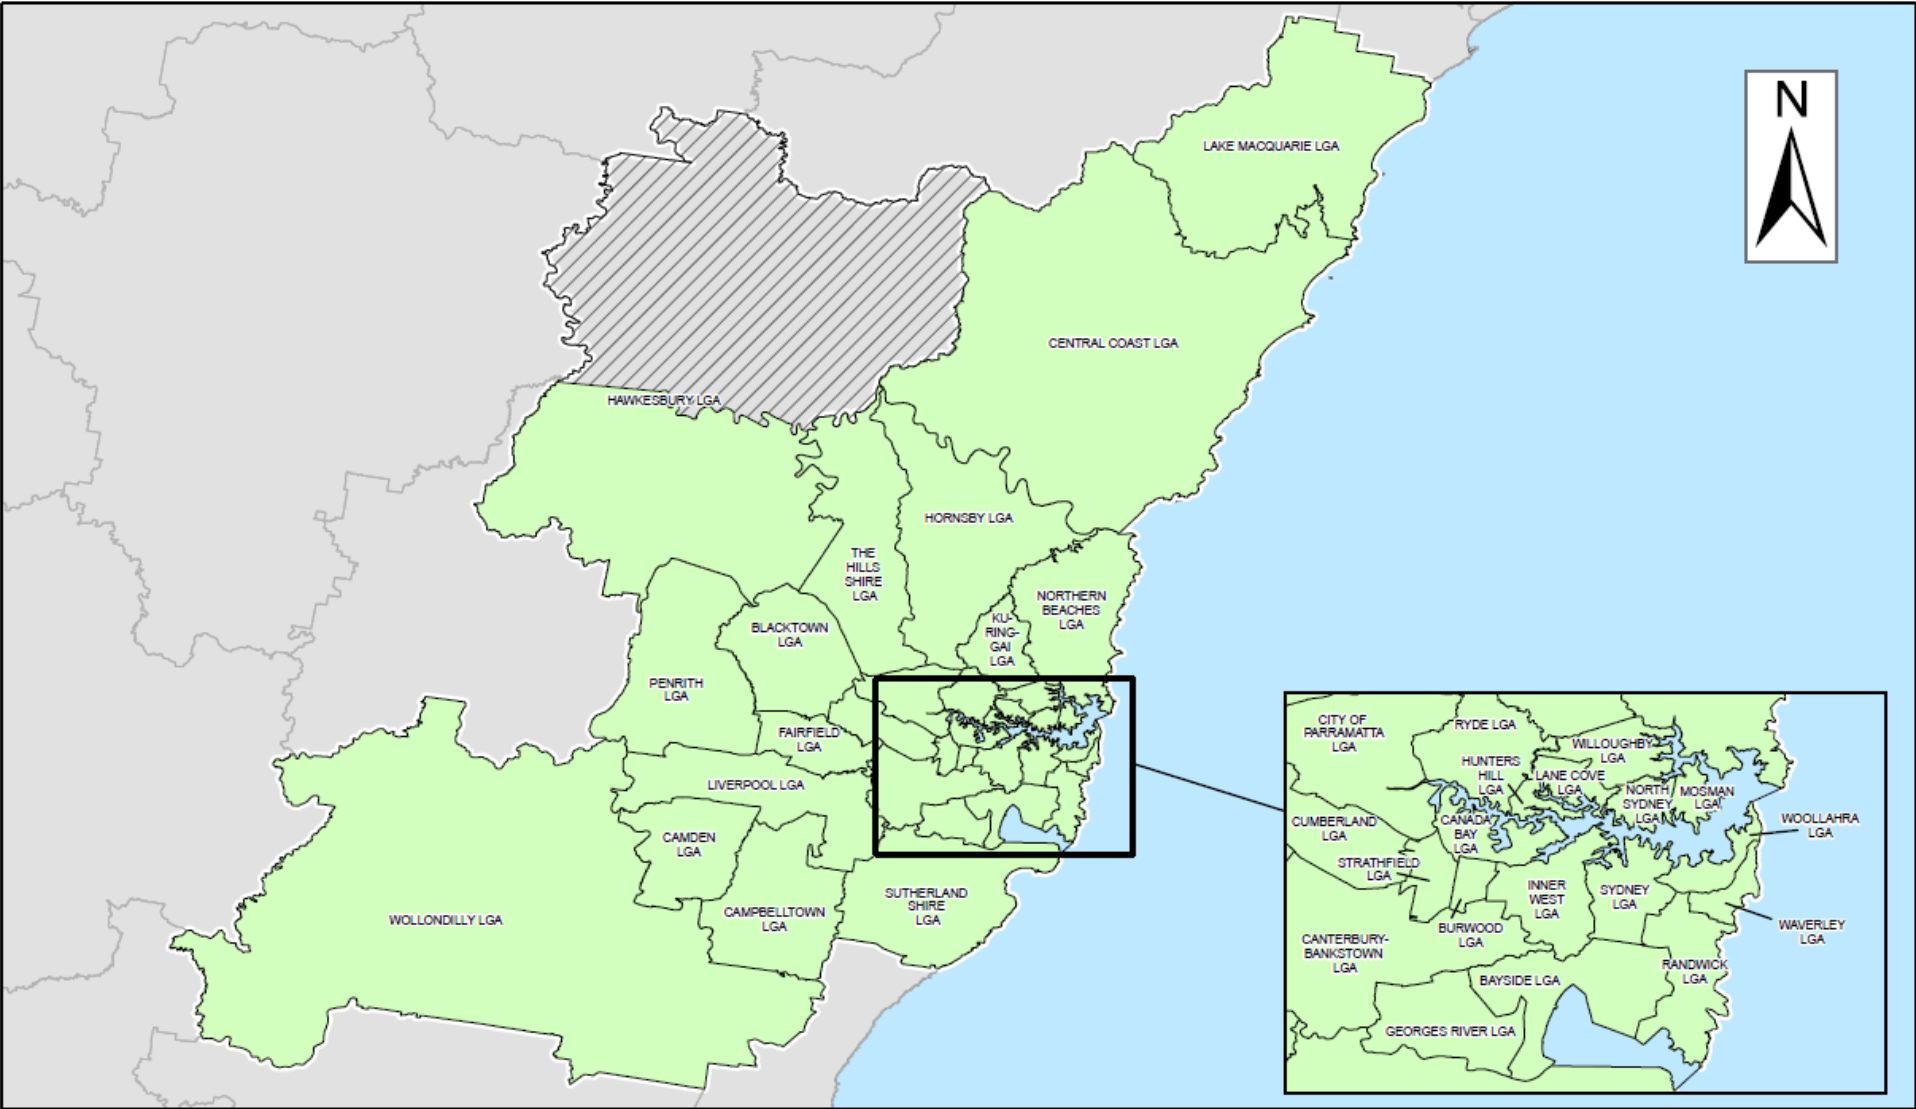 N
LAKE MACQUARIE LGA
CENTRAL COAST LGA
HAWKESBURY LGA
HORNSBY LGA
THE
HILLS
SHIRE
LGA
NORTHERN
BEACHES
LGA
KU-
RING-
GAI
LGA
BLACKTOWN
LGA
PENRITH
LGA
FAIRFIELD
LGA
LIVERPOOL LGA
CAMDEN
LGA
CAMPBELLTOWN
LGA
SUTHERLAND
SHIRE
LGA
WOLLONDILLY LGA
CITY OF
PARRAMATTA
LGA
RYDE LGA
WILLOUGHBY
LGA
HUNTERS
HILL
LGA
LANE COVE
LGA
NORTH
SYDNEY
LGA
MOSMAN
LGA
WOOLLAHRA
LGA
CUMBERLAND
LGA
CANADA
BAY
LGA
STRATHFIELD
LGA
INNER
WEST
LGA
SYDNEY
LGA
WAVERLEY
LGA
BURWOOD
LGA
CANTERBURY-
BANKSTOWN
LGA
RANDWICK
LGA
BAYSIDE LGA
GEORGES RIVER LGA